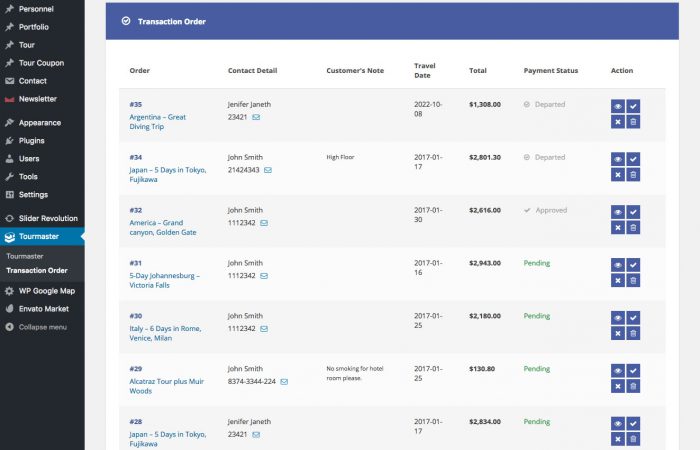 Personnel
Portfolio
Tour
Tour Coupon
Contact
Newsletter
Appearance
Plugins
Users
Tools
Settings
Slider Revolution
Tourmaster
Tourmaster
Transaction Order
WP Google Map
Envato Market
Collapse menu
Transaction Order
Order Contact Detail Customer's Note Travel Date Total Payment Status Action
#35 Jenifer Janeth 2022-10-08 $1,308.00 Departed
Argentina – Great 23421
Diving Trip
#34 John Smith High Floor 2017-01-17 $2,801.30 Departed
Japan – 5 Days in Tokyo, 21424343
Fujikawa
#32 John Smith 2017-01-30 $2,616.00 Approved
America – Grand 1112342
canyon, Golden Gate
#31 John Smith 2017-01-16 $2,943.00 Pending
5-Day Johannesburg – 1112342
Victoria Falls
#30 John Smith 2017-01-25 $2,180.00 Pending
Italy – 6 Days in Rome, 1112342
Venice, Milan
#29 John Smith No smoking for hotel room please. 2017-01-25 $130.80 Pending
Alcatraz Tour plus Muir 8374-3344-224
Woods
#28 Jenifer Janeth 2017-01-17 $2,834.00 Pending
Japan – 5 Days in Tokyo, 23421
Fujikawa